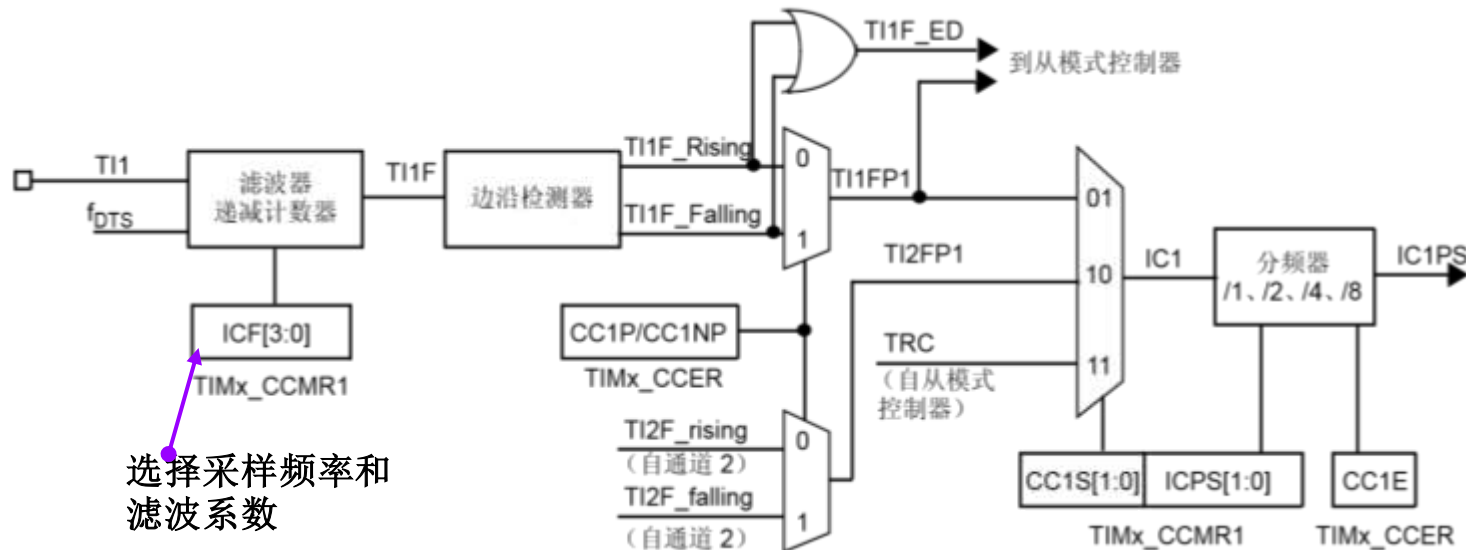 TI1F_ED
到从模式控制器
TI1F_Rising
0
TI1
滤波器
递减计数器
TI1F
边沿检测器
TI1FP1
01
f_DTS
TI1F_Falling
1
TI2FP1
10
IC1
分频器
/1、/2、/4、/8
IC1PS
ICF[3:0]
TIMx_CCMR1
CC1P/CC1NP
TIMx_CCER
TRC
(自从模式
控制器)
11
TI2F_rising
0
(自通道 2)
TI2F_falling
1
(自通道 2)
选择采样频率和
滤波系数
CC1S[1:0]
ICPS[1:0]
CC1E
TIMx_CCMR1
TIMx_CCER